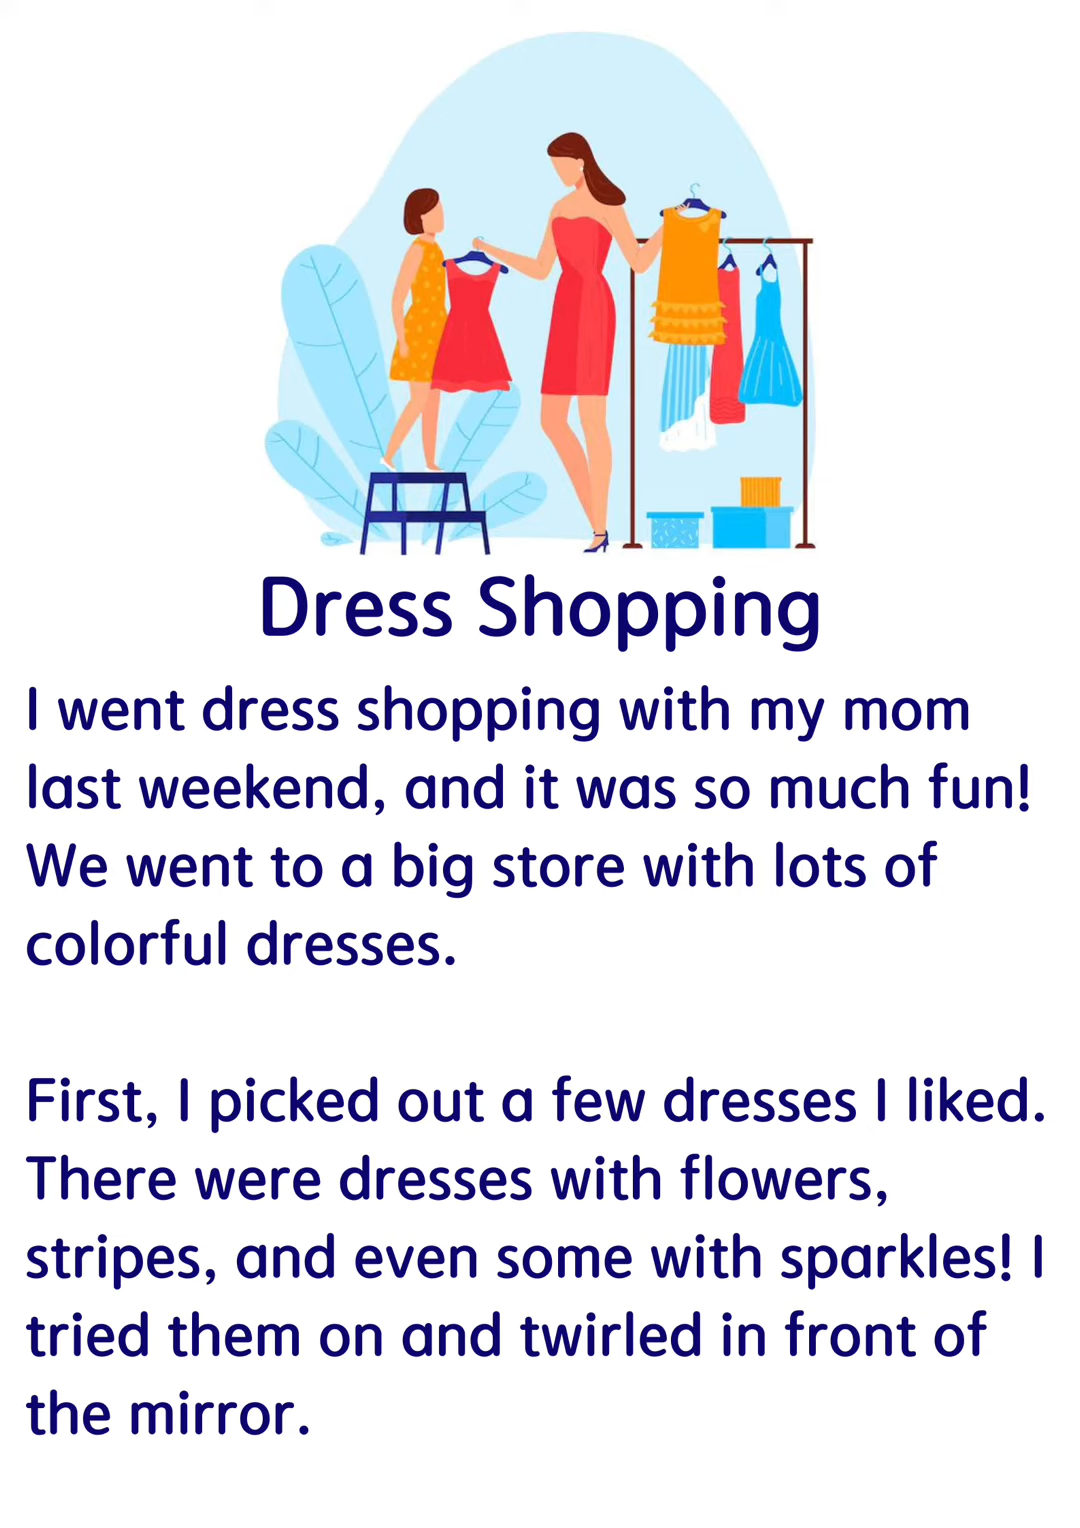 Dress Shopping
I went dress shopping with my mom
last weekend, and it was so much fun!
We went to a big store with lots of
colorful dresses.
First, I picked out a few dresses I liked.
There were dresses with flowers,
stripes, and even some with sparkles! I
tried them on and twirled in front of
the mirror.